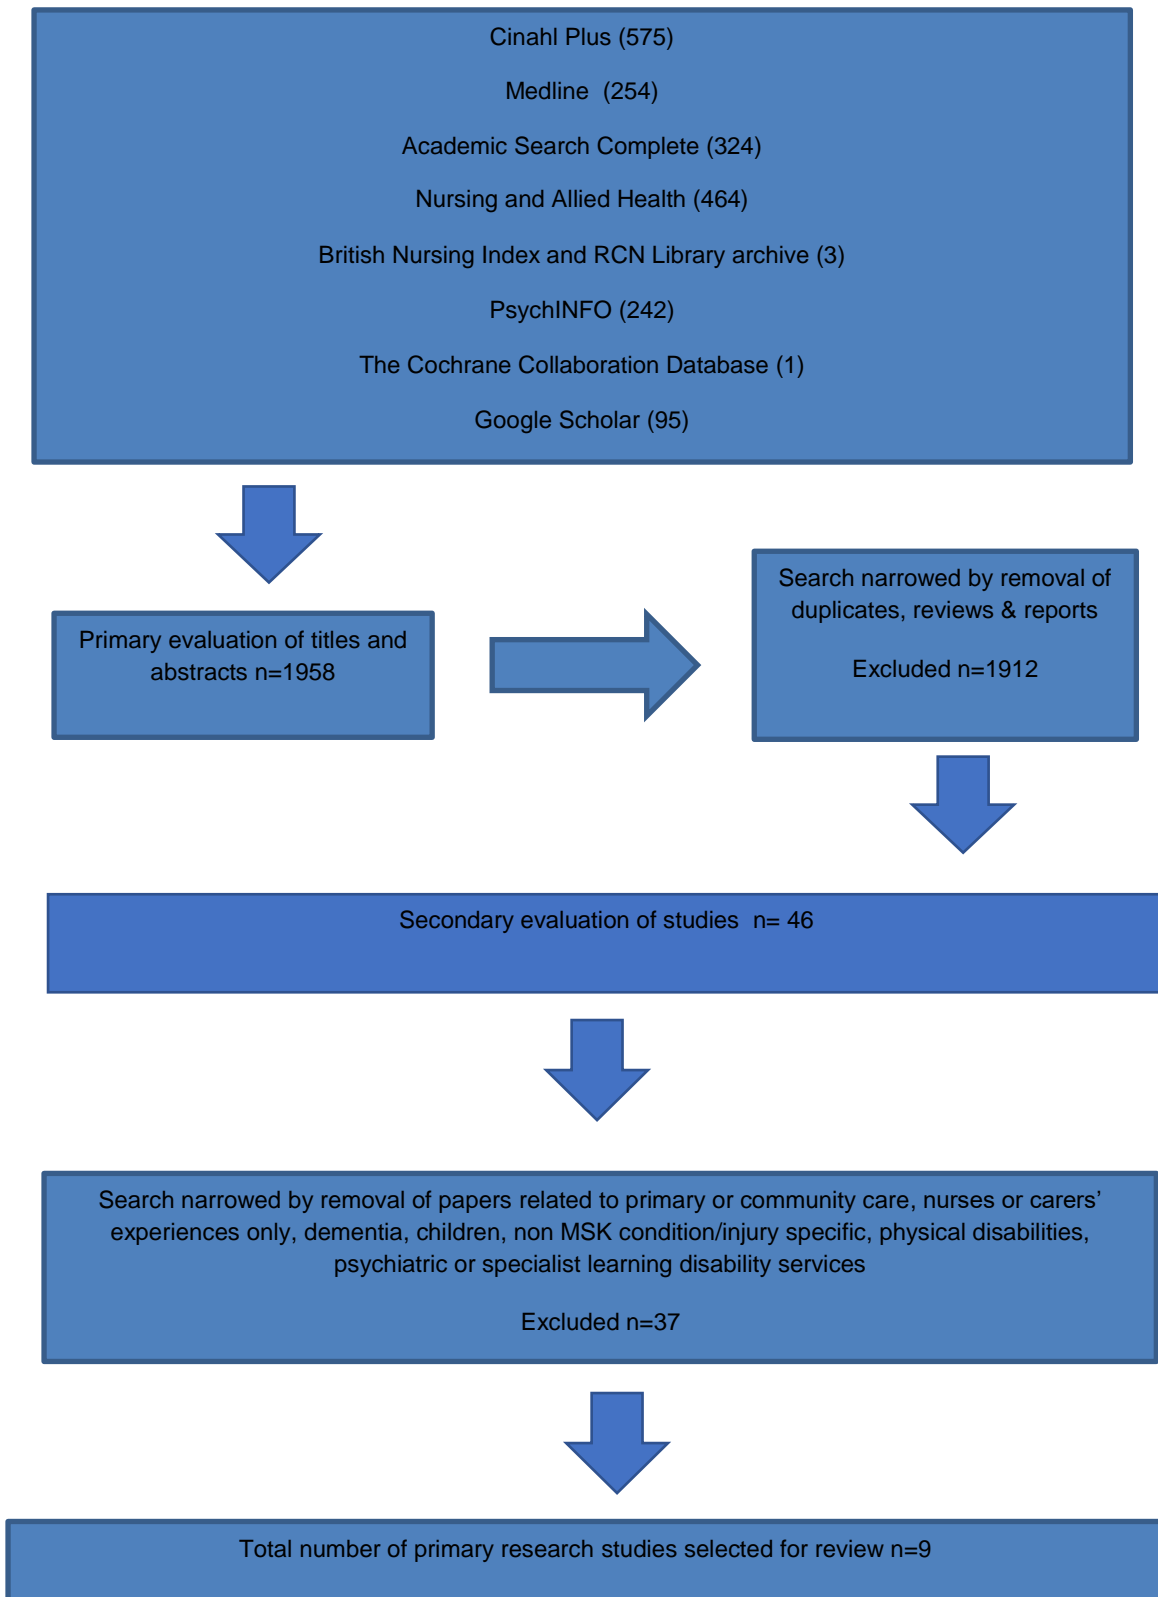 Cinahl Plus (575)
Medline  (254)
Academic Search Complete (324)
Nursing and Allied Health (464)
British Nursing Index and RCN Library archive (3)
PsychINFO (242)
The Cochrane Collaboration Database (1)
Google Scholar (95)
Primary evaluation of titles and
abstracts n=1958
Search narrowed by removal of
duplicates, reviews & reports
Excluded n=1912
Secondary evaluation of studies  n= 46
Search narrowed by removal of papers related to primary or community care, nurses or carers’
experiences only, dementia, children, non MSK condition/injury specific, physical disabilities,
psychiatric or specialist learning disability services
Excluded n=37
Total number of primary research studies selected for review n=9